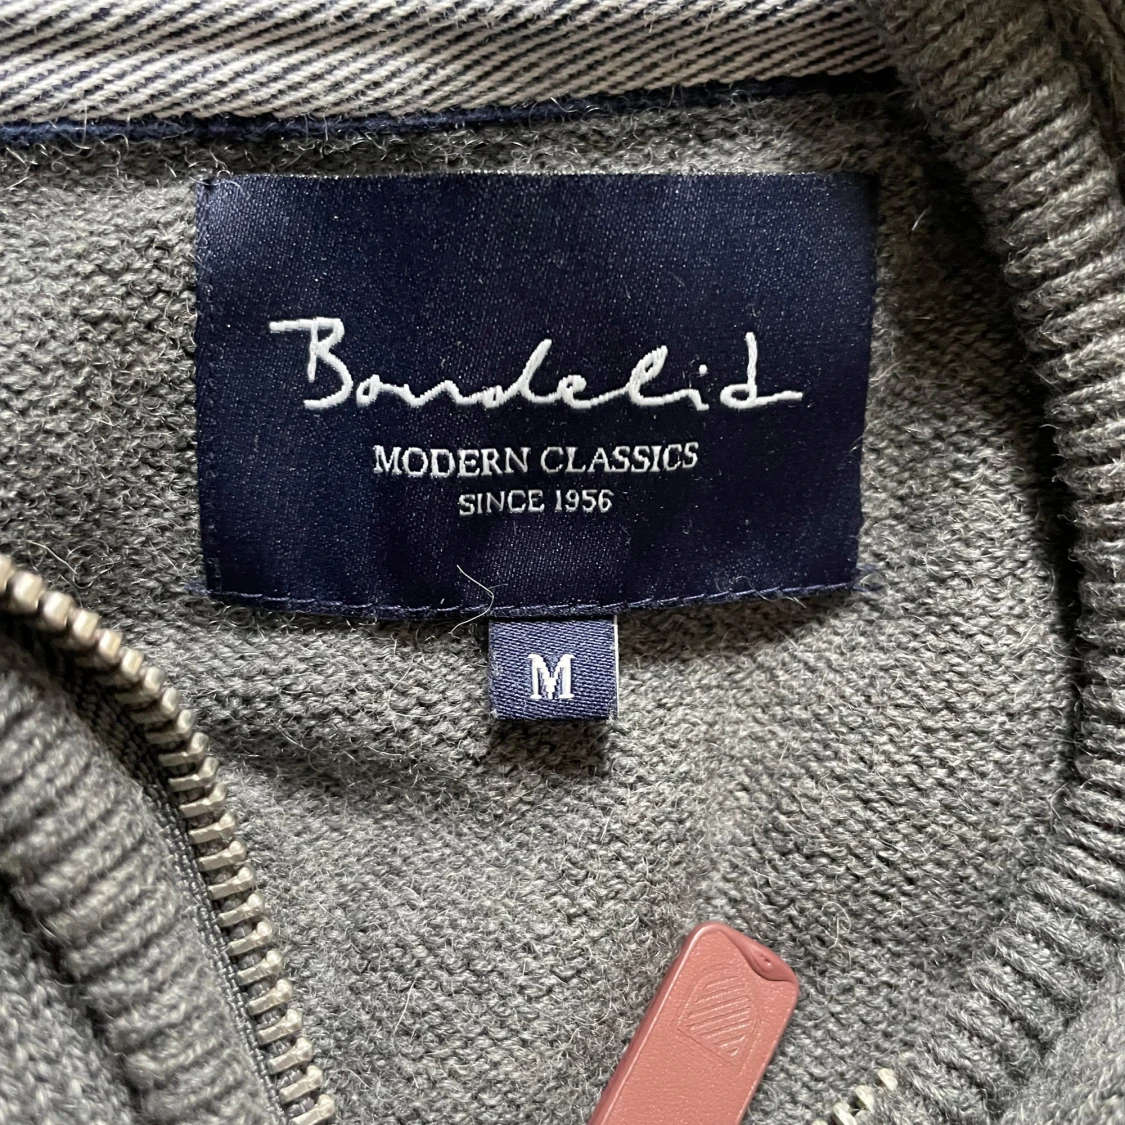 Bondelid
MODERN CLASSICS
SINCE 1956
M